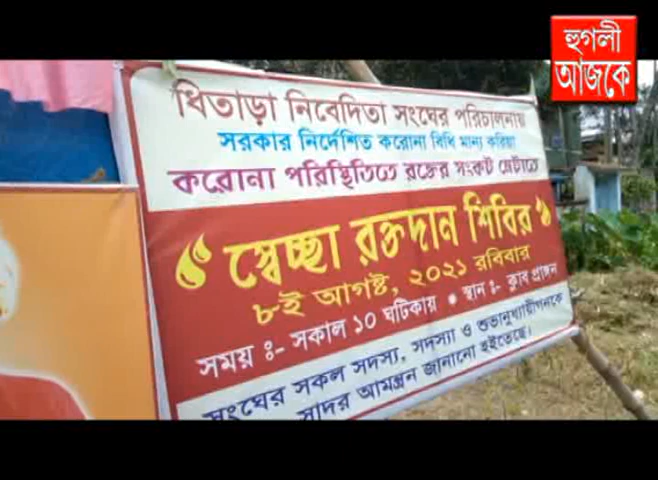 হুগলী
আজকে
ধিতাড়া নিবেদিতা সংঘের পরিচালনায়
সরকার নির্দেশিত করোনা বিধি মান্য করিয়া
করোনা পরিস্থিতিতে রক্তের সংকট মেটাতে
স্বেচ্ছা রক্তদান শিবির
৮ই আগষ্ট, ২০২১ রবিবার
সময় ঃ- সকাল ১০ ঘটিকায় • স্থান ঃ- ক্লাব প্রাঙ্গন
সংঘের সকল সদস্য, সদস্যা ও শুভানুধ্যায়ীগনকে
সাদর আমন্ত্রন জানানো হইতেছে।